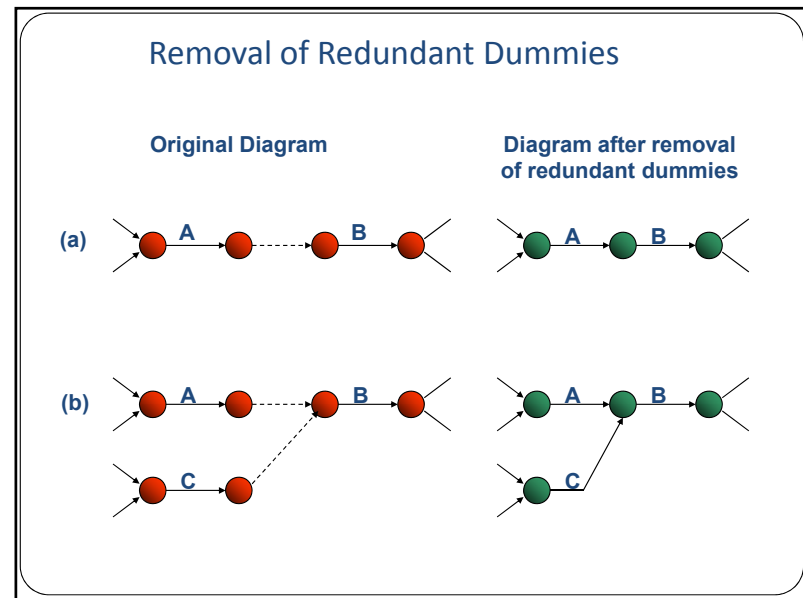 Removal of Redundant Dummies
Original Diagram
Diagram after removal
of redundant dummies
(a)
A
B
A
B
(b)
A
B
A
B
C
C